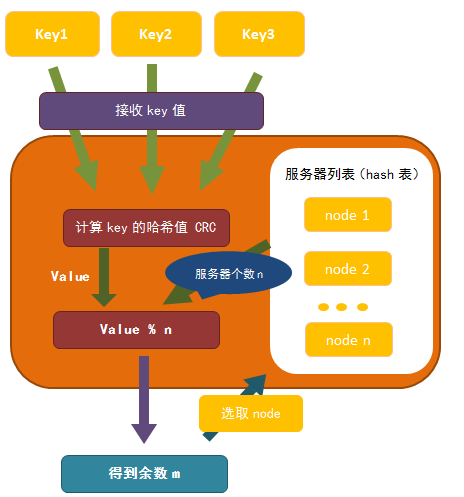 Key1
Key2
Key3
接收 key 值
服务器列表（hash 表）
node 1
计算 key 的哈希值 CRC
node 2
Value
服务器个数 n
Value % n
node n
选取 node
得到余数 m